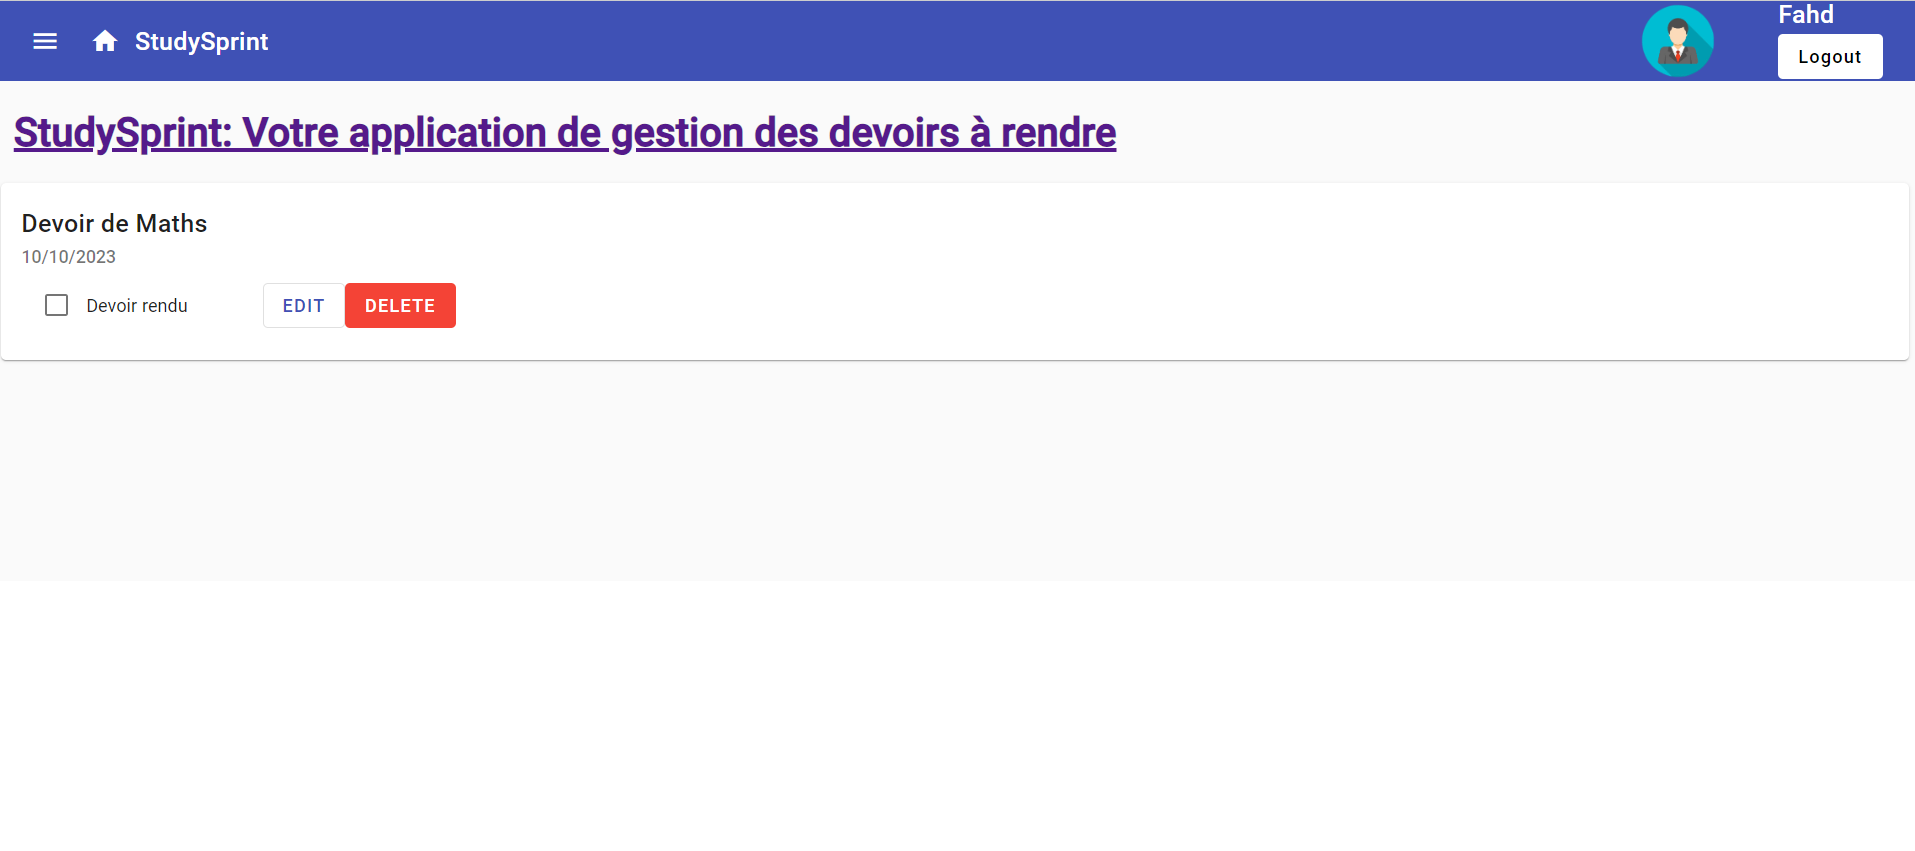 StudySprint
Fahd
Logout
StudySprint: Votre application de gestion des devoirs à rendre
Devoir de Maths
10/10/2023
Devoir rendu
EDIT
DELETE